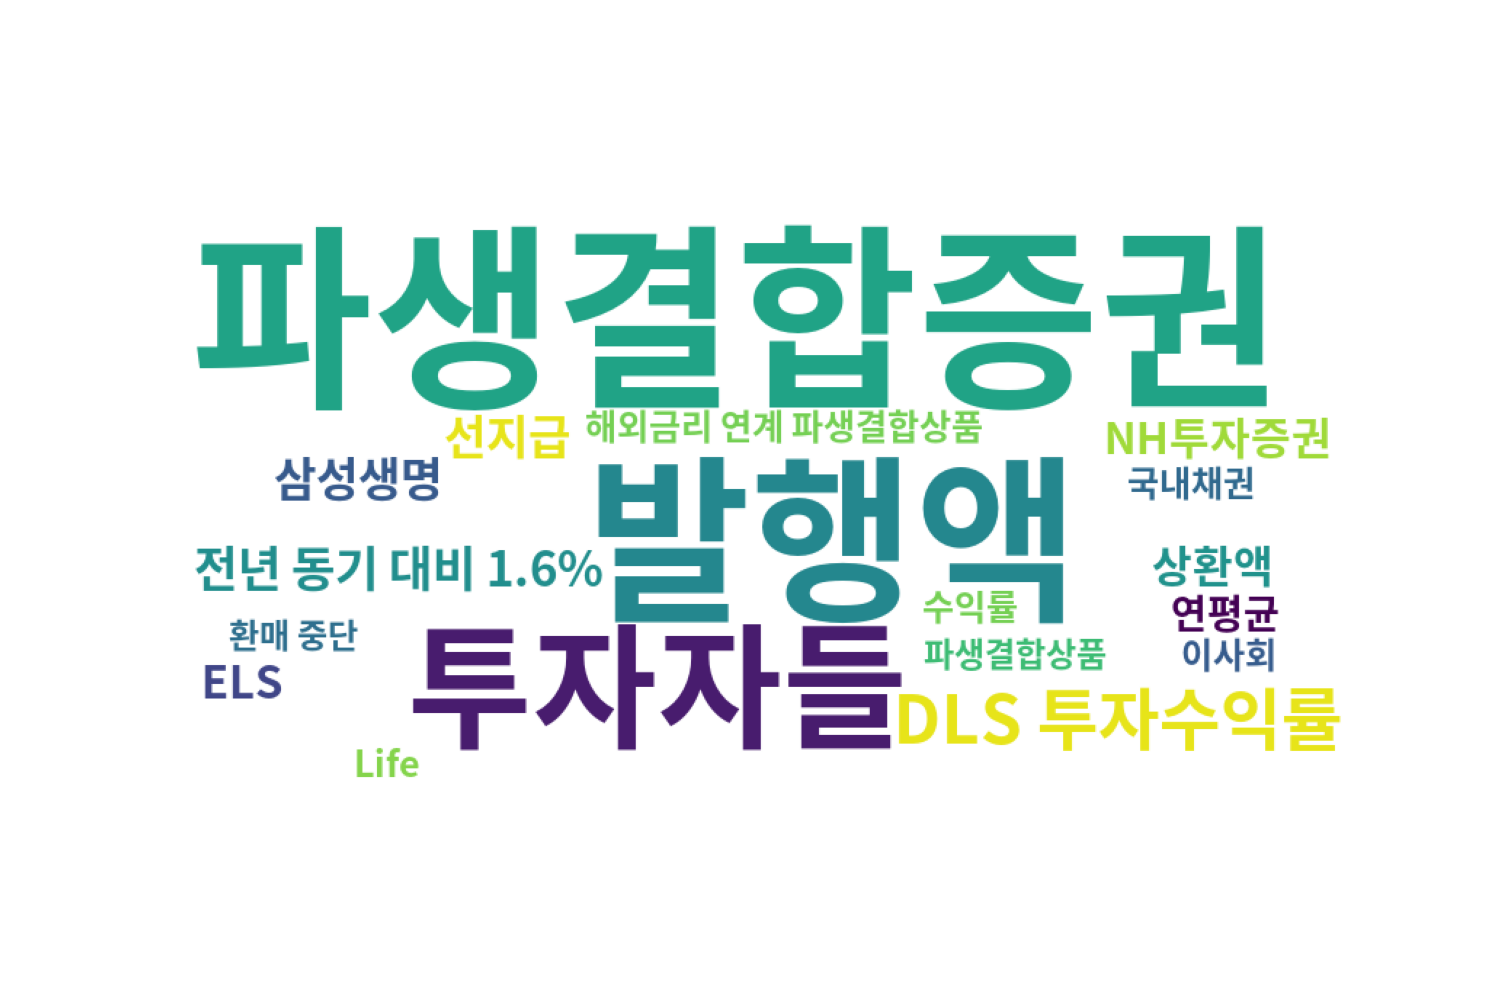 파생결합증권
선지급
해외금리 연계 파생결합상품
NH투자증권
삼성생명
발행액
국내채권
전년 동기 대비 1.6%
상환액
수익률
연평균
환매 중단
투자자들
파생결합상품
이사회
ELS
DLS 투자수익률
Life